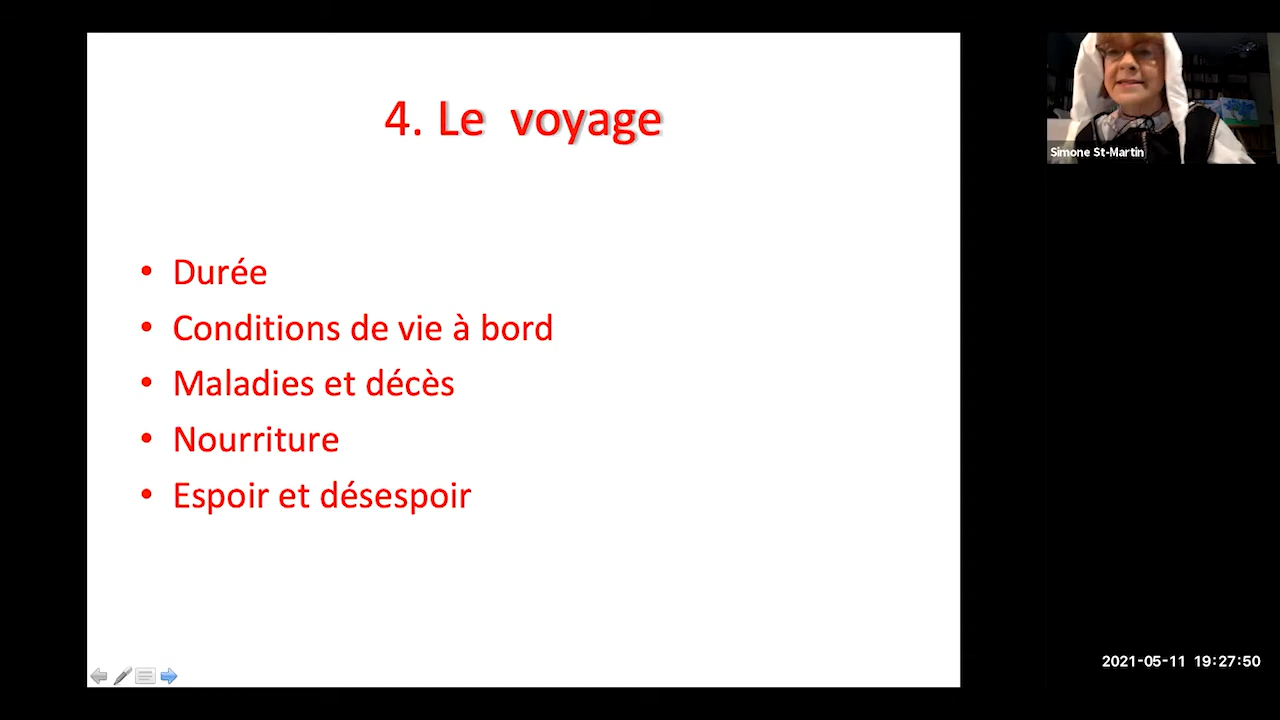 4. Le voyage
• Durée
• Conditions de vie à bord
• Maladies et décès
• Nourriture
• Espoir et désespoir
Simone St-Martin
2021-05-11 19:27:50